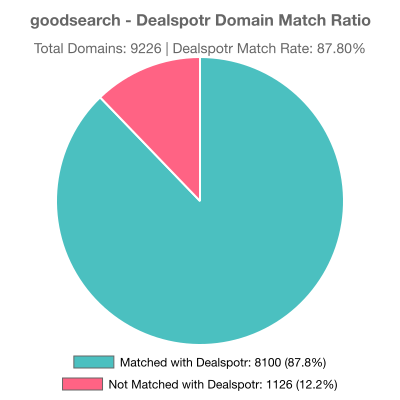 goodsearch - Dealspotr Domain Match Ratio
Total Domains: 9226 | Dealspotr Match Rate: 87.80%
Matched with Dealspotr: 8100 (87.8%)
Not Matched with Dealspotr: 1126 (12.2%)